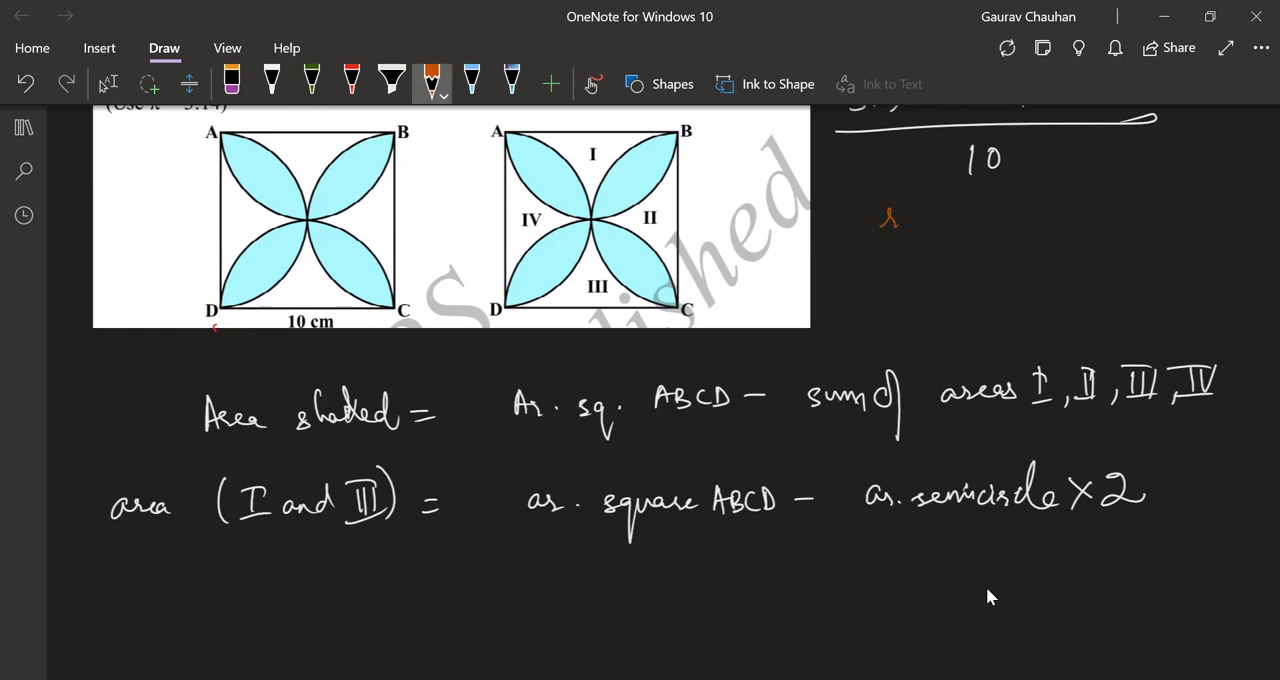 OneNote for Windows 10
Gaurav Chauhan
Home Insert Draw View Help
Share
Shapes Ink to Shape Ink to Text
A B A B
I
IV II
III
D C D C
10 cm
10
r
Area shaded = Ar. sq. ABCD - sum of areas I, II, III, IV
area (I and III) = ar. square ABCD - ar. semicircle × 2